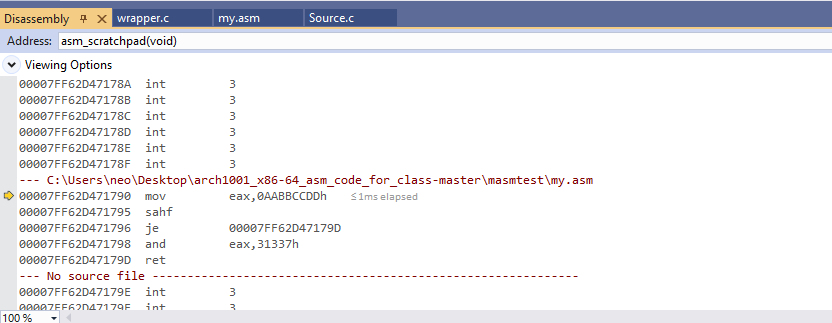 Disassembly wrapper.c my.asm Source.c
Address: asm_scratchpad(void)
Viewing Options
00007FF62D47178A int 3
00007FF62D47178B int 3
00007FF62D47178C int 3
00007FF62D47178D int 3
00007FF62D47178E int 3
00007FF62D47178F int 3
--- C:\Users\neo\Desktop\arch1001_x86-64_asm_code_for_class-master\masmtest\my.asm
00007FF62D471790 mov eax,0AABBCCDDh ≤1ms elapsed
00007FF62D471795 sahf
00007FF62D471796 je 00007FF62D47179D
00007FF62D471798 and eax,31337h
00007FF62D47179D ret
--- No source file -----------------------------------------------------------
00007FF62D47179E int 3
00007FF62D47179F int 3
100 %